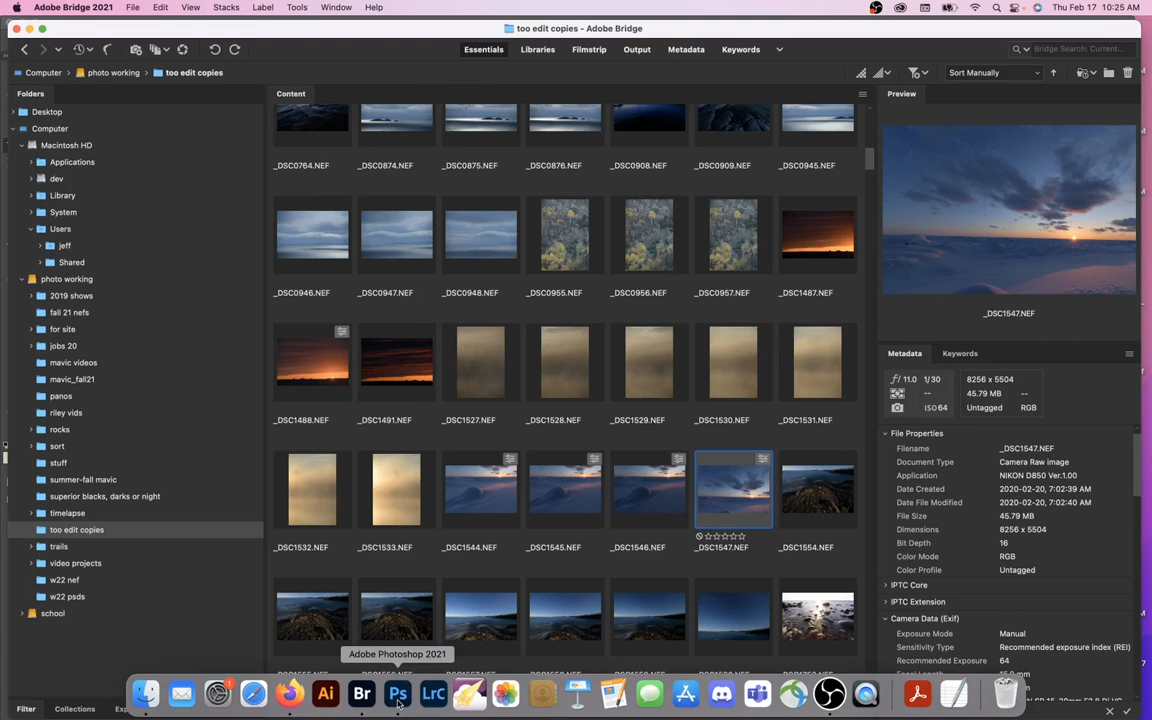 Adobe Bridge 2021 File Edit View Stacks Label Tools Window Help Thu Feb 17 10:25 AM
too edit copies - Adobe Bridge
Essentials Libraries Filmstrip Output Metadata Keywords Bridge Search: Current...
Computer photo working too edit copies Sort Manually
Folders
Desktop
Computer
Macintosh HD
Applications
dev
Library
System
Users
jeff
Shared
photo working
2019 shows
fall 21 nefs
for site
jobs 20
mavic videos
mavic_fall21
panos
riley vids
rocks
sort
stuff
summer-fall mavic
superior blacks, darks or night
timelapse
too edit copies
trails
video projects
w22 nef
w22 psds
school
Filter Collections
Content
_DSC0764.NEF _DSC0874.NEF _DSC0875.NEF _DSC0876.NEF _DSC0908.NEF _DSC0909.NEF _DSC0945.NEF
_DSC0946.NEF _DSC0947.NEF _DSC0948.NEF _DSC0955.NEF _DSC0956.NEF _DSC0957.NEF _DSC1487.NEF
_DSC1488.NEF _DSC1491.NEF _DSC1527.NEF _DSC1528.NEF _DSC1529.NEF _DSC1530.NEF _DSC1531.NEF
_DSC1532.NEF _DSC1533.NEF _DSC1544.NEF _DSC1545.NEF _DSC1546.NEF _DSC1547.NEF _DSC1554.NEF
Adobe Photoshop 2021
1 Ai Br Ps LrC
Preview
_DSC1547.NEF
Metadata Keywords
f/ 11.0 1/30
--
ISO64
8256 x 5504
45.79 MB --
Untagged RGB
File Properties
Filename _DSC1547.NEF
Document Type Camera Raw image
Application NIKON D850 Ver.1.00
Date Created 2020-02-20, 7:02:39 AM
Date File Modified 2020-02-20, 7:02:40 AM
File Size 45.79 MB
Dimensions 8256 x 5504
Bit Depth 16
Color Mode RGB
Color Profile Untagged
IPTC Core
IPTC Extension
Camera Data (Exif)
Exposure Mode Manual
Sensitivity Type Recommended exposure index (REI)
Recommended Exposure 64